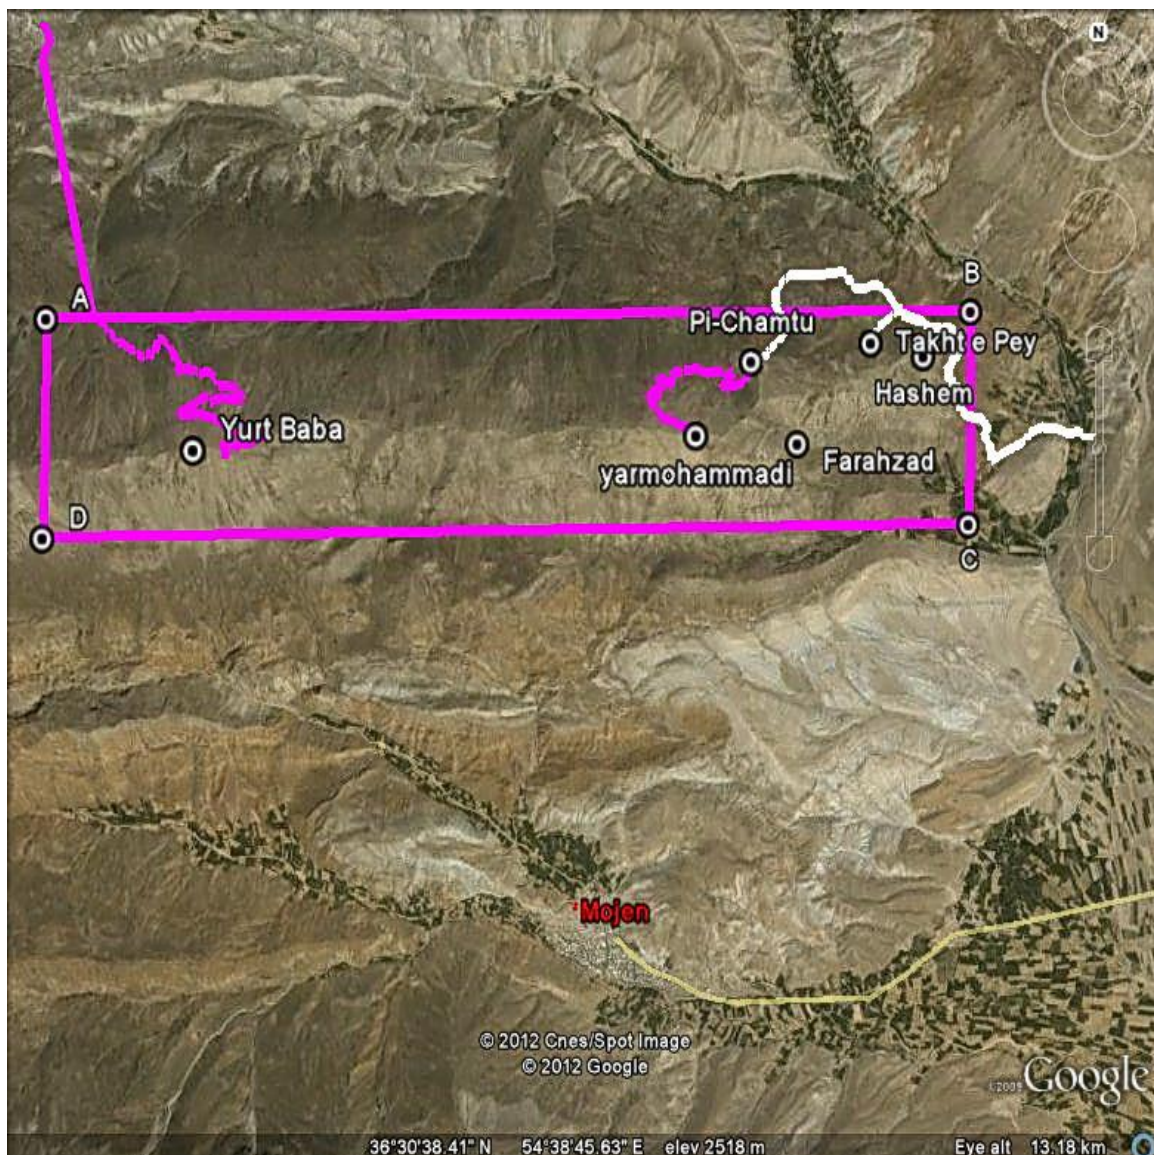 N
B
A
Pi-Chamtu
Takht e Pey
Hashem
Yurt Baba
yarmohammadi
Farahzad
D
C
Mojen
© 2012 Cnes/Spot Image
© 2012 Google
©2009 Google
36°30'38.41" N 54°38'45.63" E elev 2518 m Eye alt 13.18 km